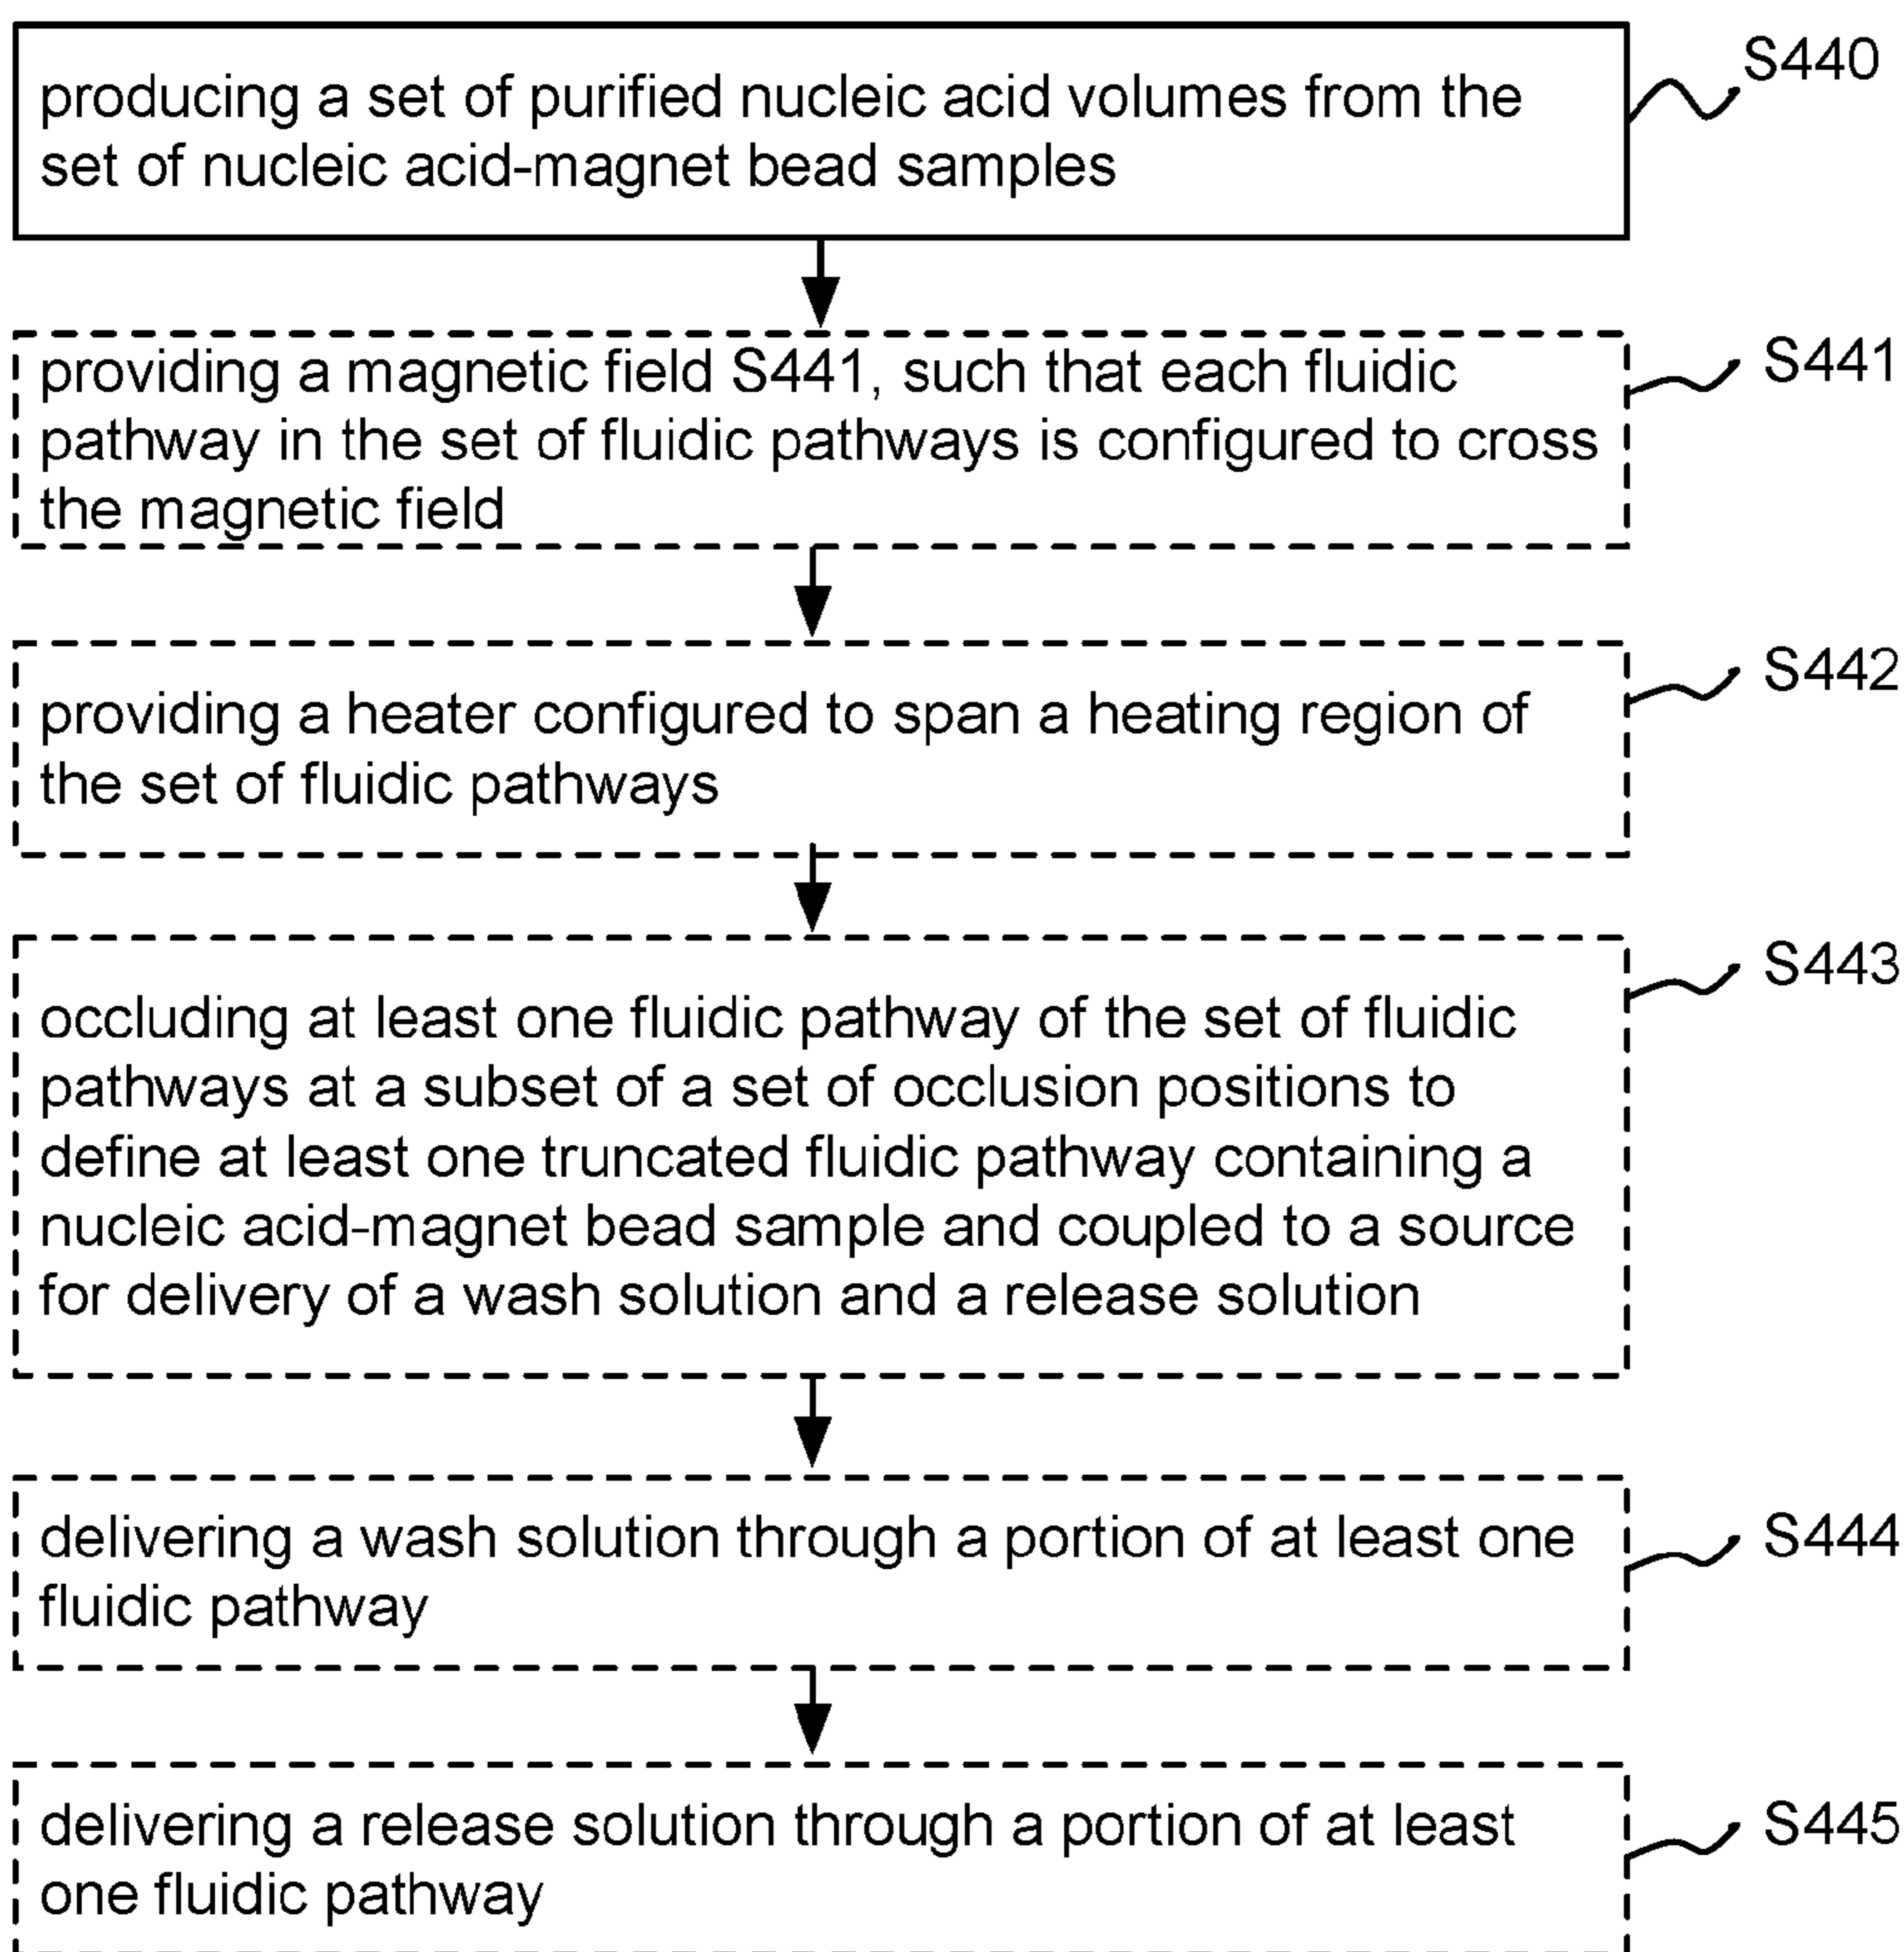 producing a set of purified nucleic acid volumes from the
set of nucleic acid-magnet bead samples
S440
providing a magnetic field S441, such that each fluidic
pathway in the set of fluidic pathways is configured to cross
the magnetic field
S441
providing a heater configured to span a heating region of
the set of fluidic pathways
S442
occluding at least one fluidic pathway of the set of fluidic
pathways at a subset of a set of occlusion positions to
define at least one truncated fluidic pathway containing a
nucleic acid-magnet bead sample and coupled to a source
for delivery of a wash solution and a release solution
S443
delivering a wash solution through a portion of at least one
fluidic pathway
S444
delivering a release solution through a portion of at least
one fluidic pathway
S445